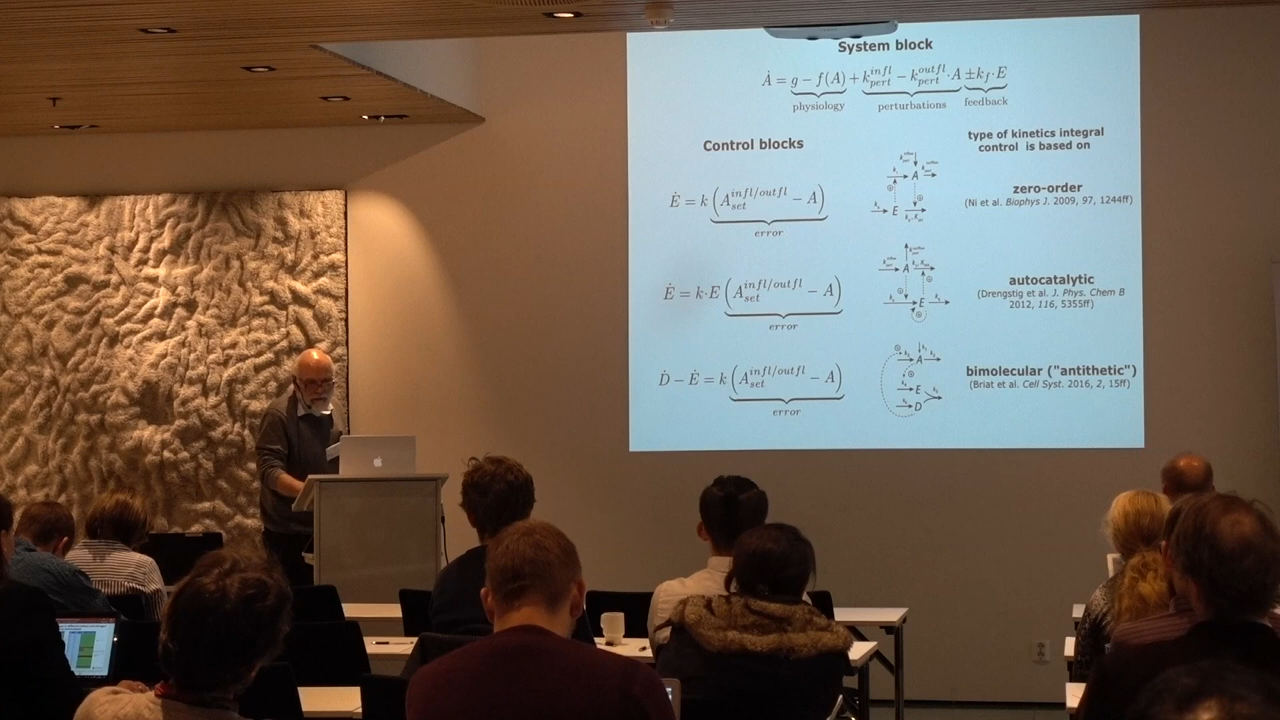 System block
Ȧ = g − f(A) + k_pert^infl − k_pert^outfl · A ± k_f · E
physiology perturbations feedback
Control blocks
type of kinetics integral
control is based on
Ė = k (A_set^infl/outfl − A)
error
zero-order
(Ni et al. Biophys J. 2009, 97, 1244ff)
A
E
Ė = k·E (A_set^infl/outfl − A)
error
autocatalytic
(Drengstig et al. J. Phys. Chem B
2012, 116, 5355ff)
A
E
Ḋ − Ė = k (A_set^infl/outfl − A)
error
bimolecular ("antithetic")
(Briat et al. Cell Syst. 2016, 2, 15ff)
A
E
D